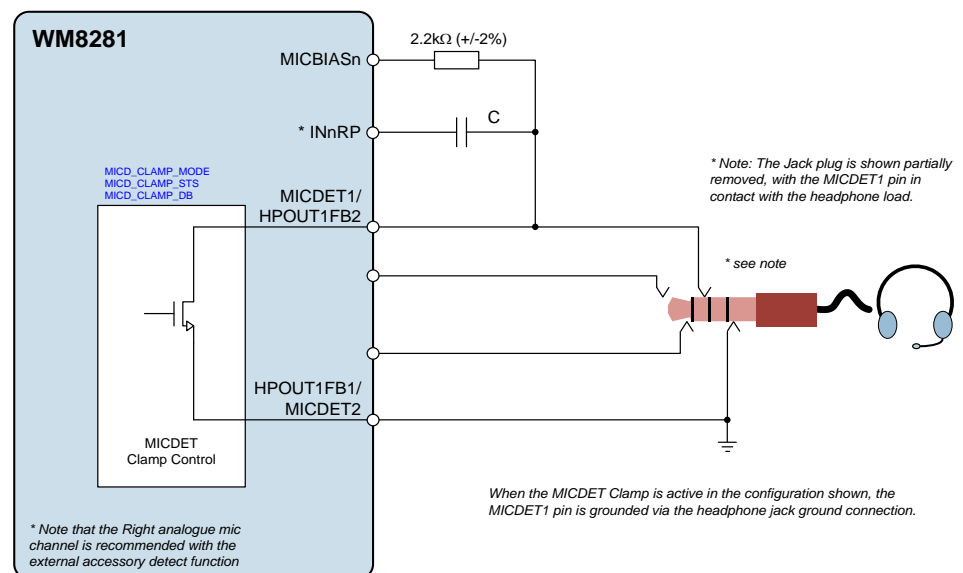 WM8281
2.2kΩ (+/-2%)
MICBIASn
C
* INnRP
MICD_CLAMP_MODE
MICD_CLAMP_STS
MICD_CLAMP_DB
MICDET1/
HPOUT1FB2
* Note: The Jack plug is shown partially
removed, with the MICDET1 pin in
contact with the headphone load.
* see note
HPOUT1FB1/
MICDET2
MICDET
Clamp Control
When the MICDET Clamp is active in the configuration shown, the
MICDET1 pin is grounded via the headphone jack ground connection.
* Note that the Right analogue mic
channel is recommended with the
external accessory detect function